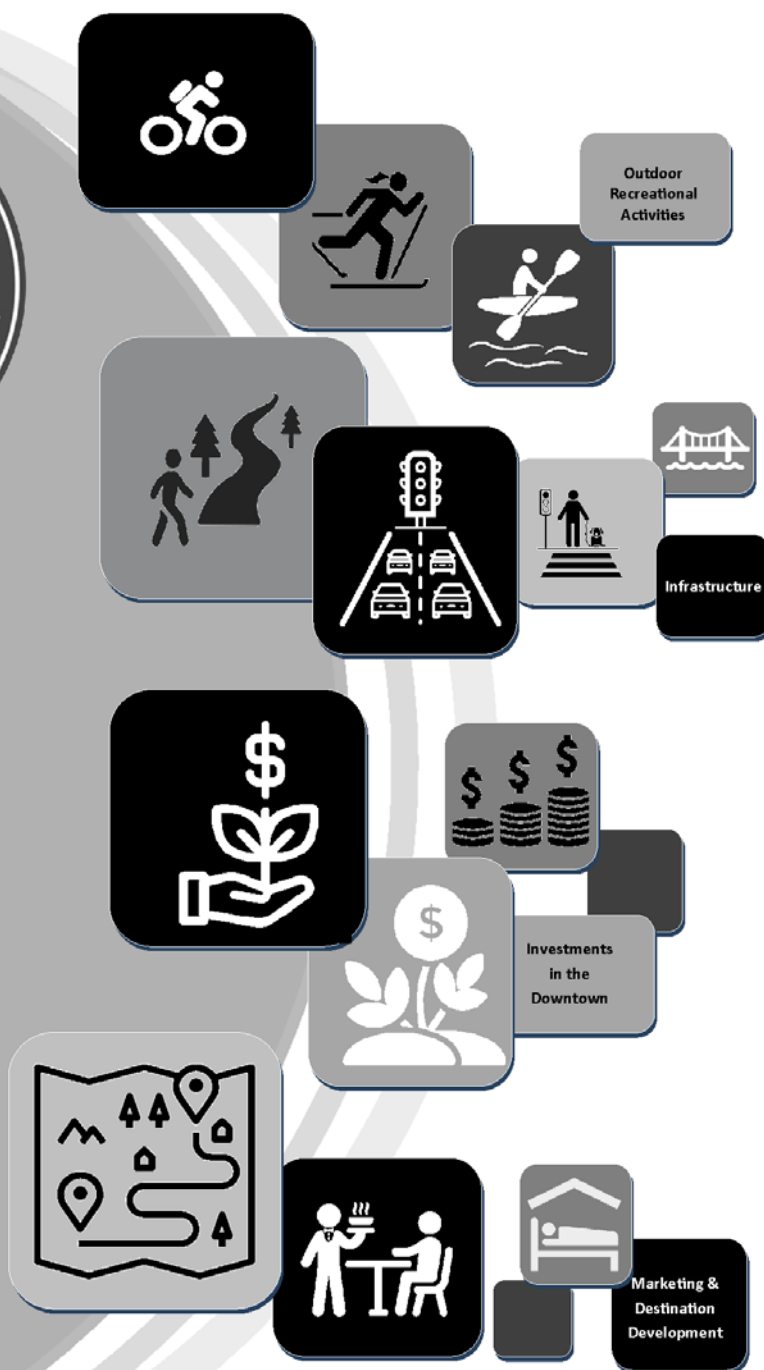 Outdoor
Recreational
Activities
Infrastructure
$
$
$
$
$
Investments
in the
Downtown
Marketing &
Destination
Development